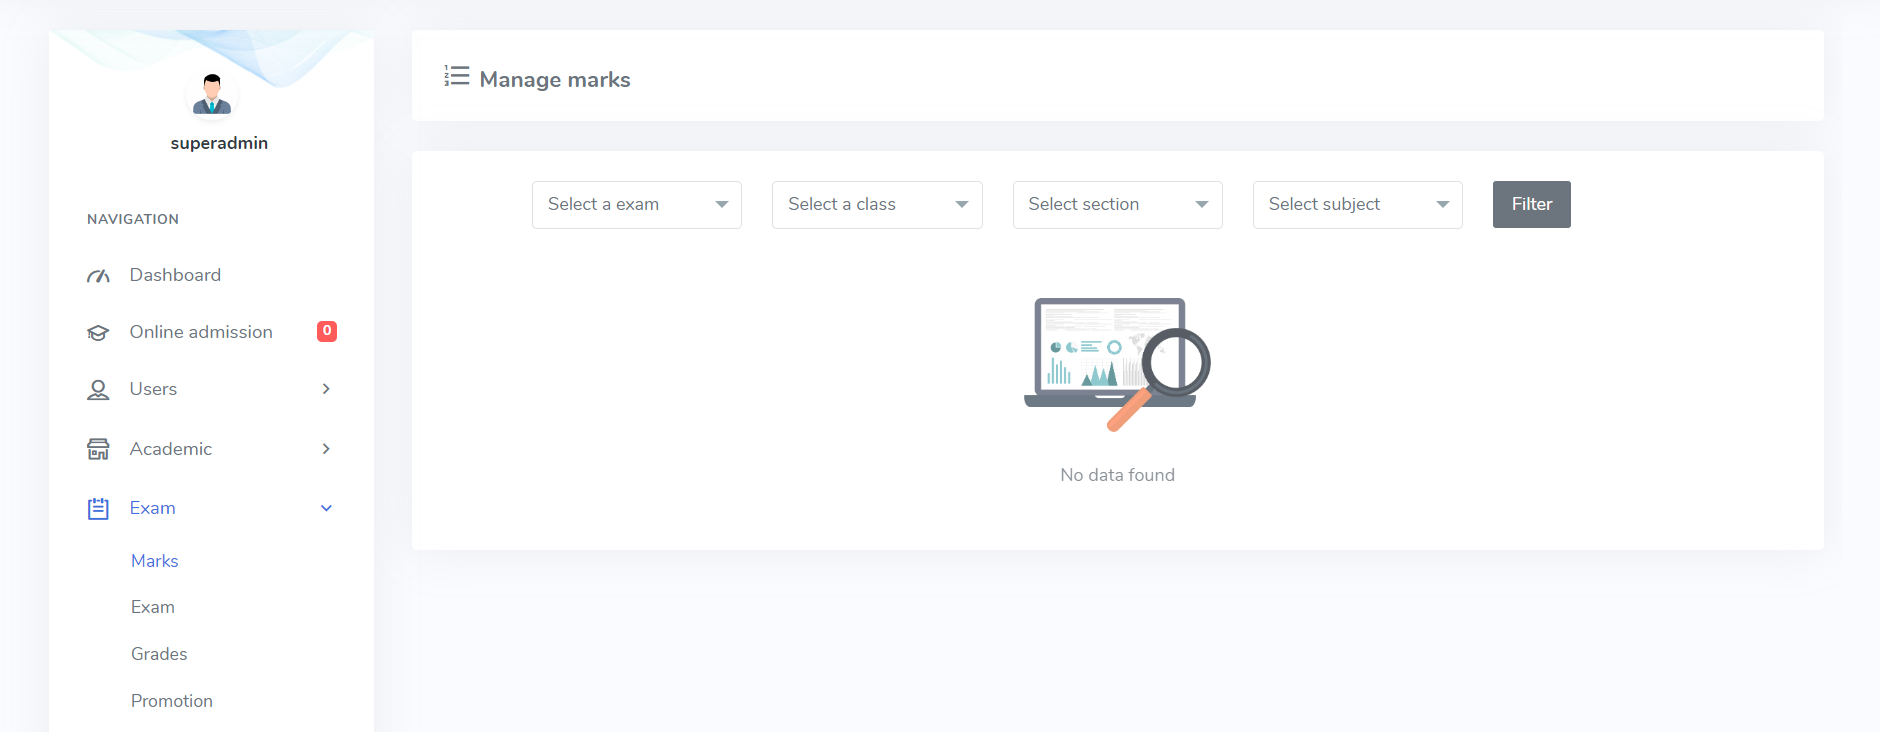 superadmin
NAVIGATION
Dashboard
Online admission 0
Users
Academic
Exam
Marks
Exam
Grades
Promotion
Manage marks
Select a exam Select a class Select section Select subject Filter
No data found